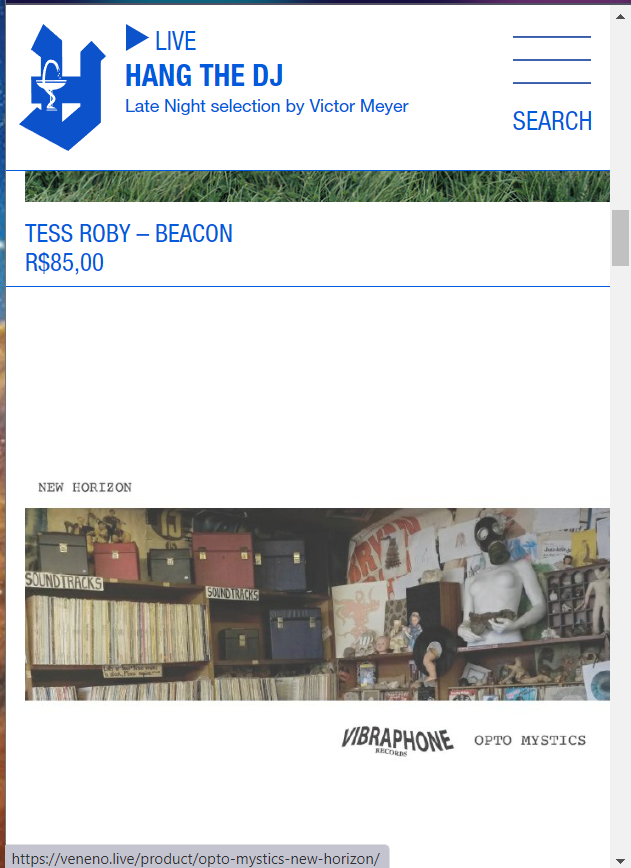 LIVE
HANG THE DJ
Late Night selection by Victor Meyer
SEARCH
TESS ROBY – BEACON
R$85,00
NEW HORIZON
SOUNDTRACKS
SOUNDTRACKS
VIBRAPHONE
RECORDS
OPTO MYSTICS
https://veneno.live/product/opto-mystics-new-horizon/